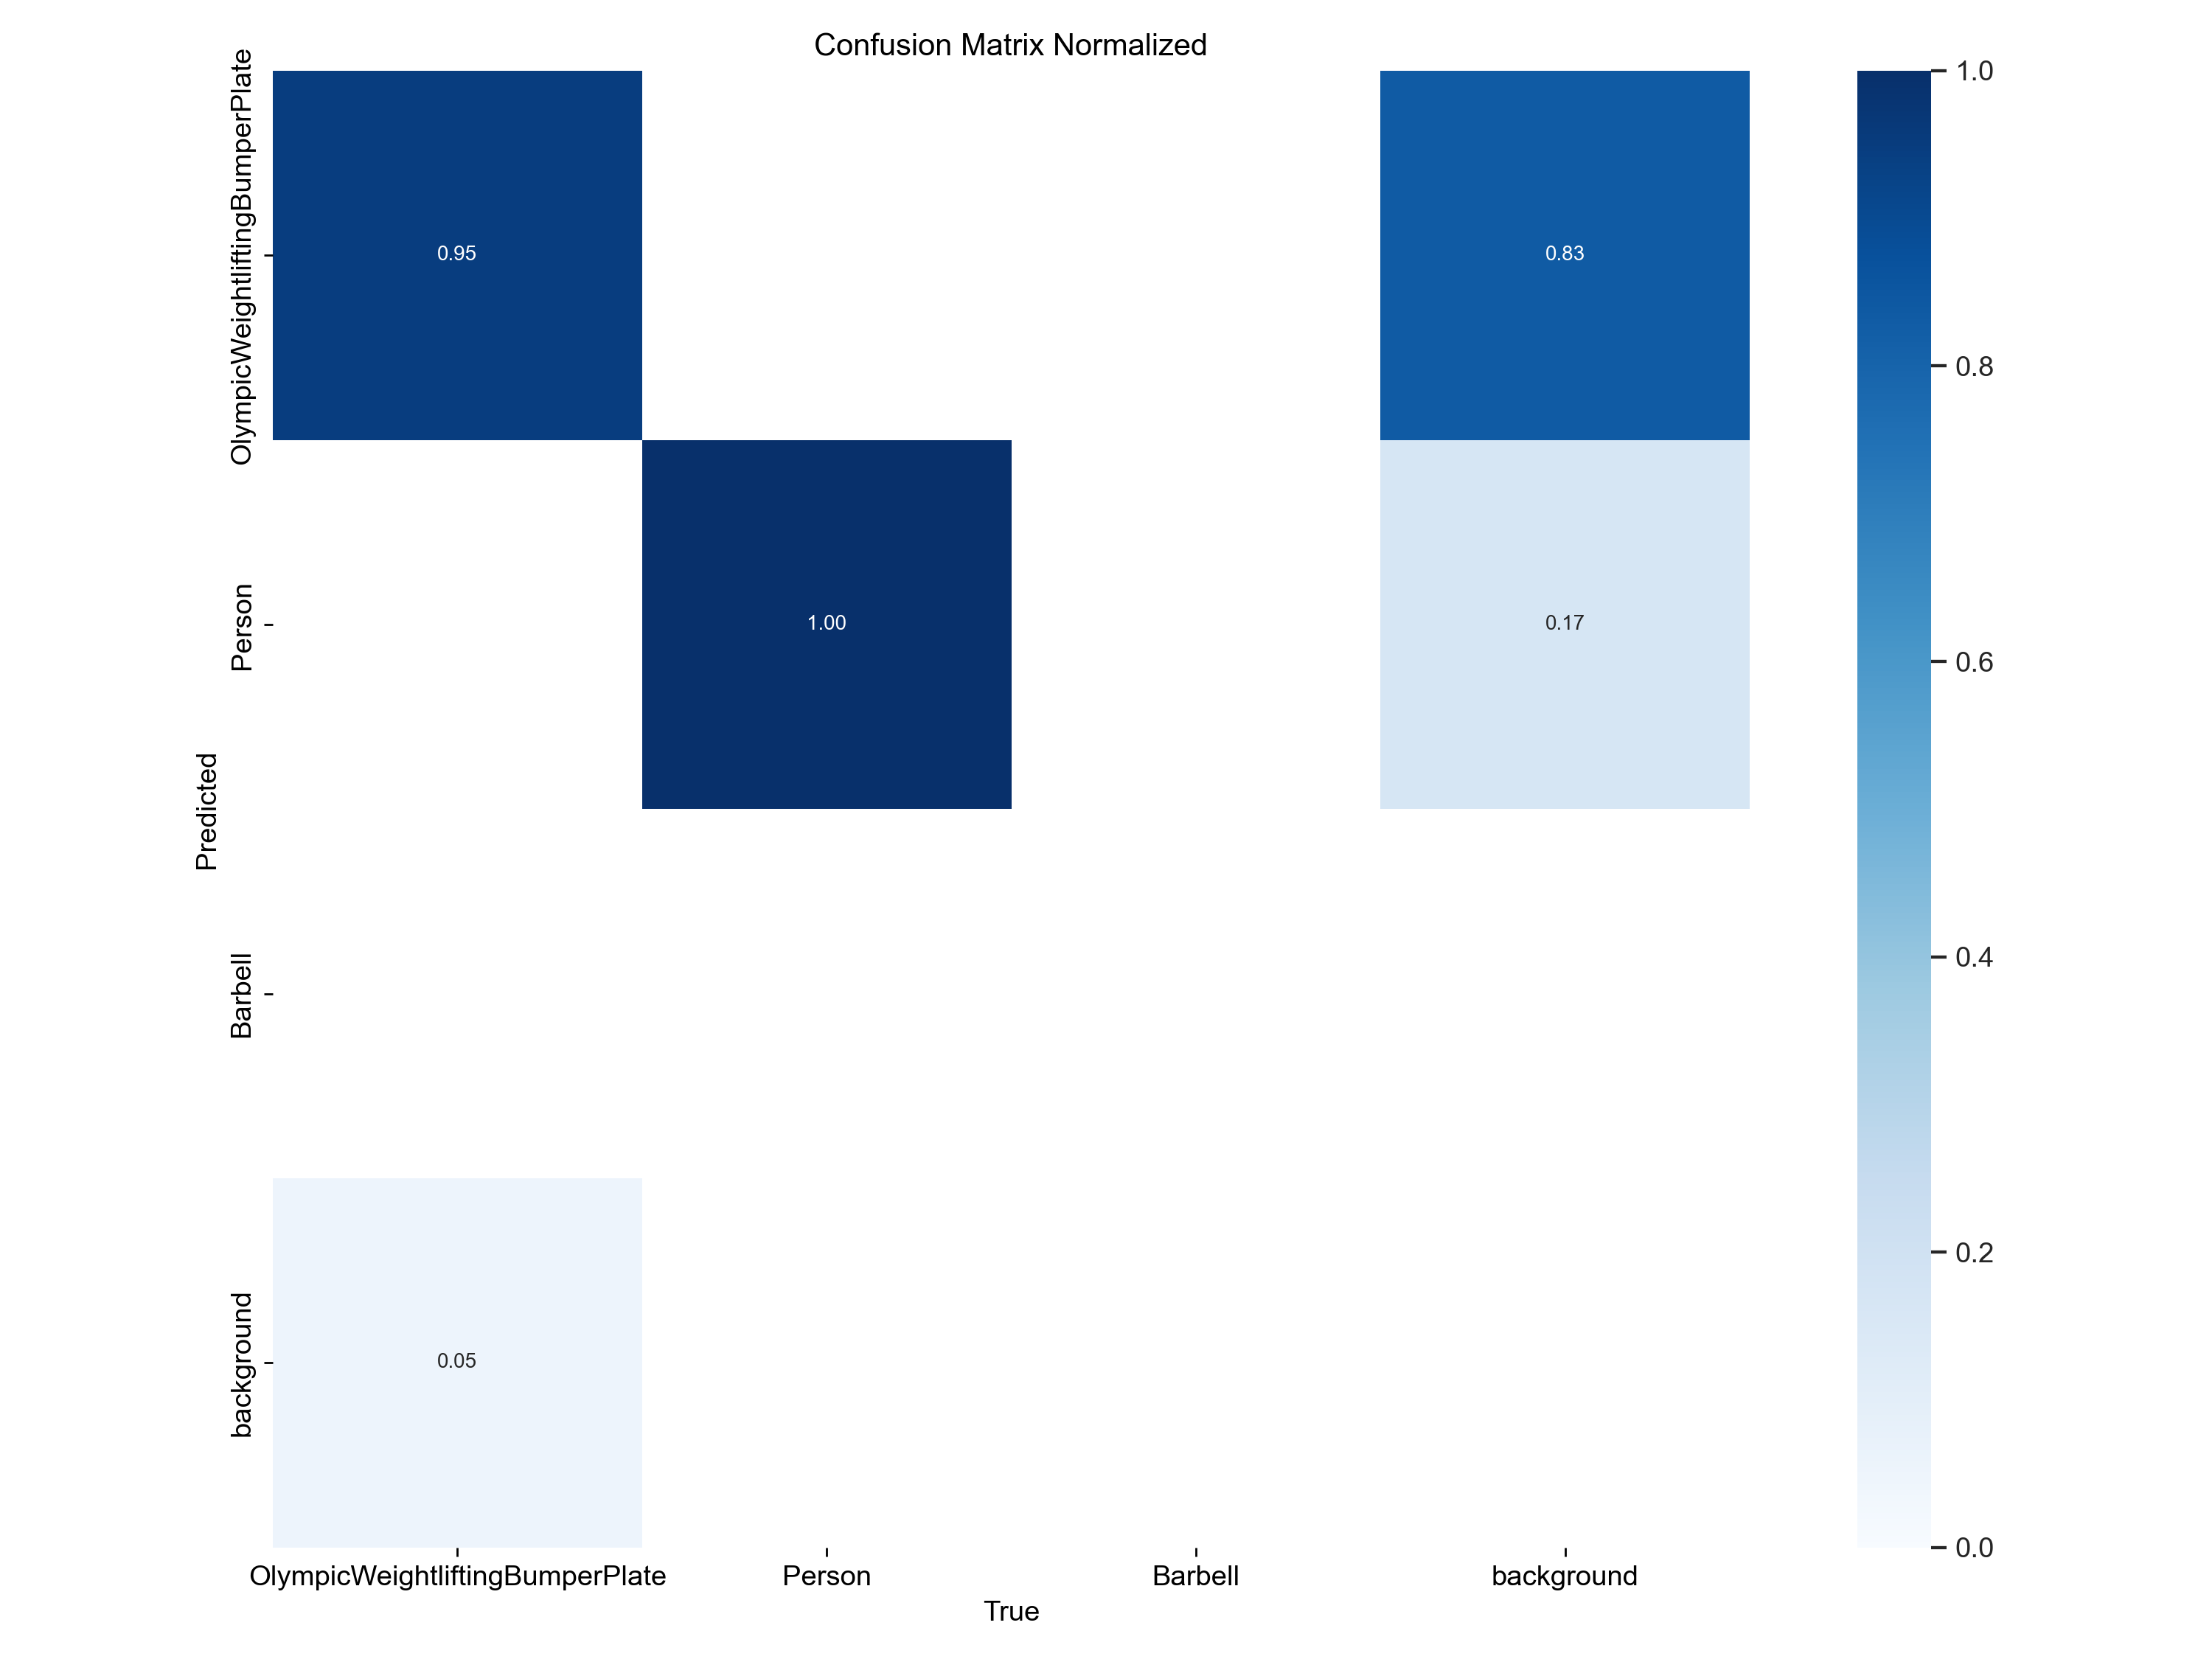 Confusion Matrix Normalized
OlympicWeightliftingBumperPlate
Person
Barbell
background
Predicted
0.95
0.83
1.00
0.17
0.05
OlympicWeightliftingBumperPlate
Person
Barbell
background
True
1.0
0.8
0.6
0.4
0.2
0.0